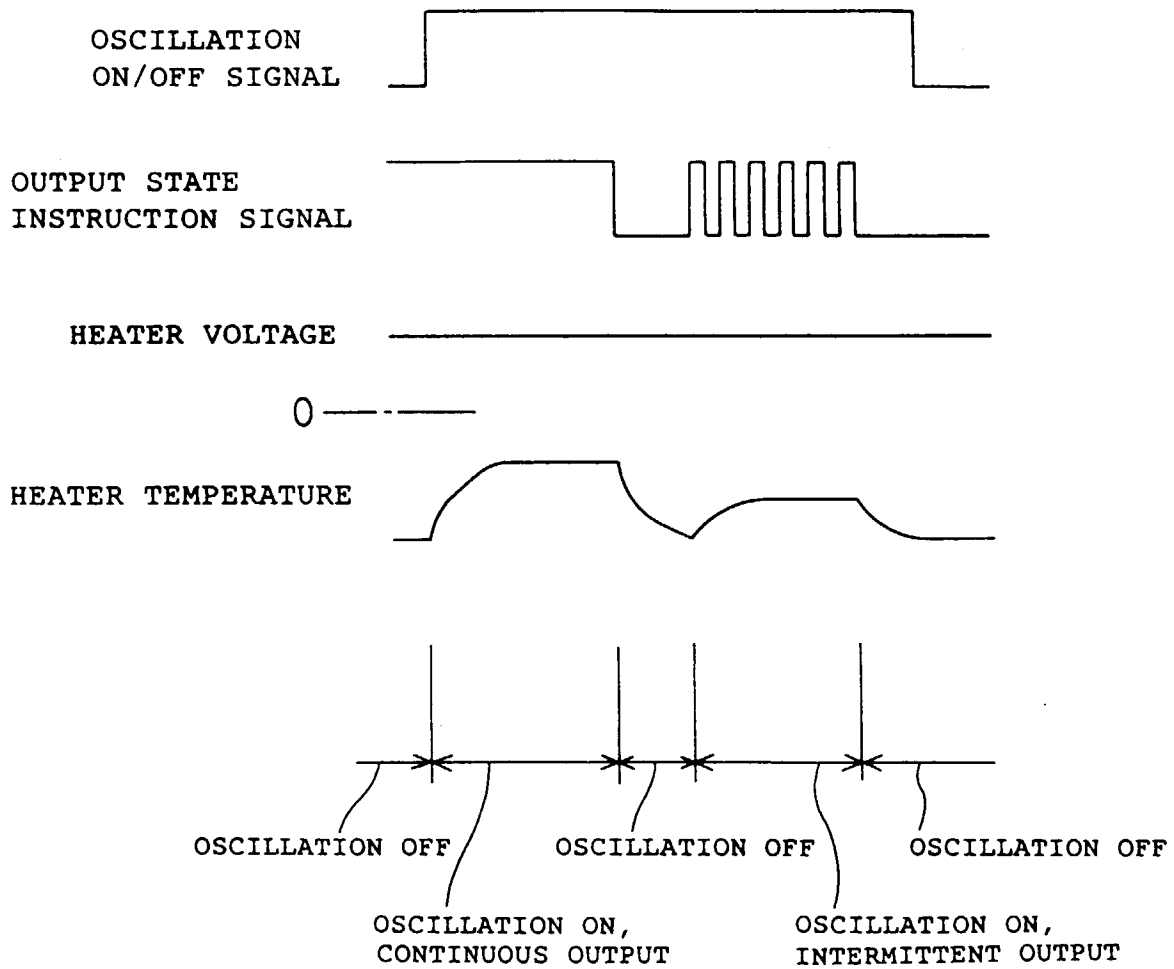 OSCILLATION
ON/OFF SIGNAL
OUTPUT STATE
INSTRUCTION SIGNAL
HEATER VOLTAGE
0
HEATER TEMPERATURE
OSCILLATION OFF
OSCILLATION OFF
OSCILLATION OFF
OSCILLATION ON,
CONTINUOUS OUTPUT
OSCILLATION ON,
INTERMITTENT OUTPUT